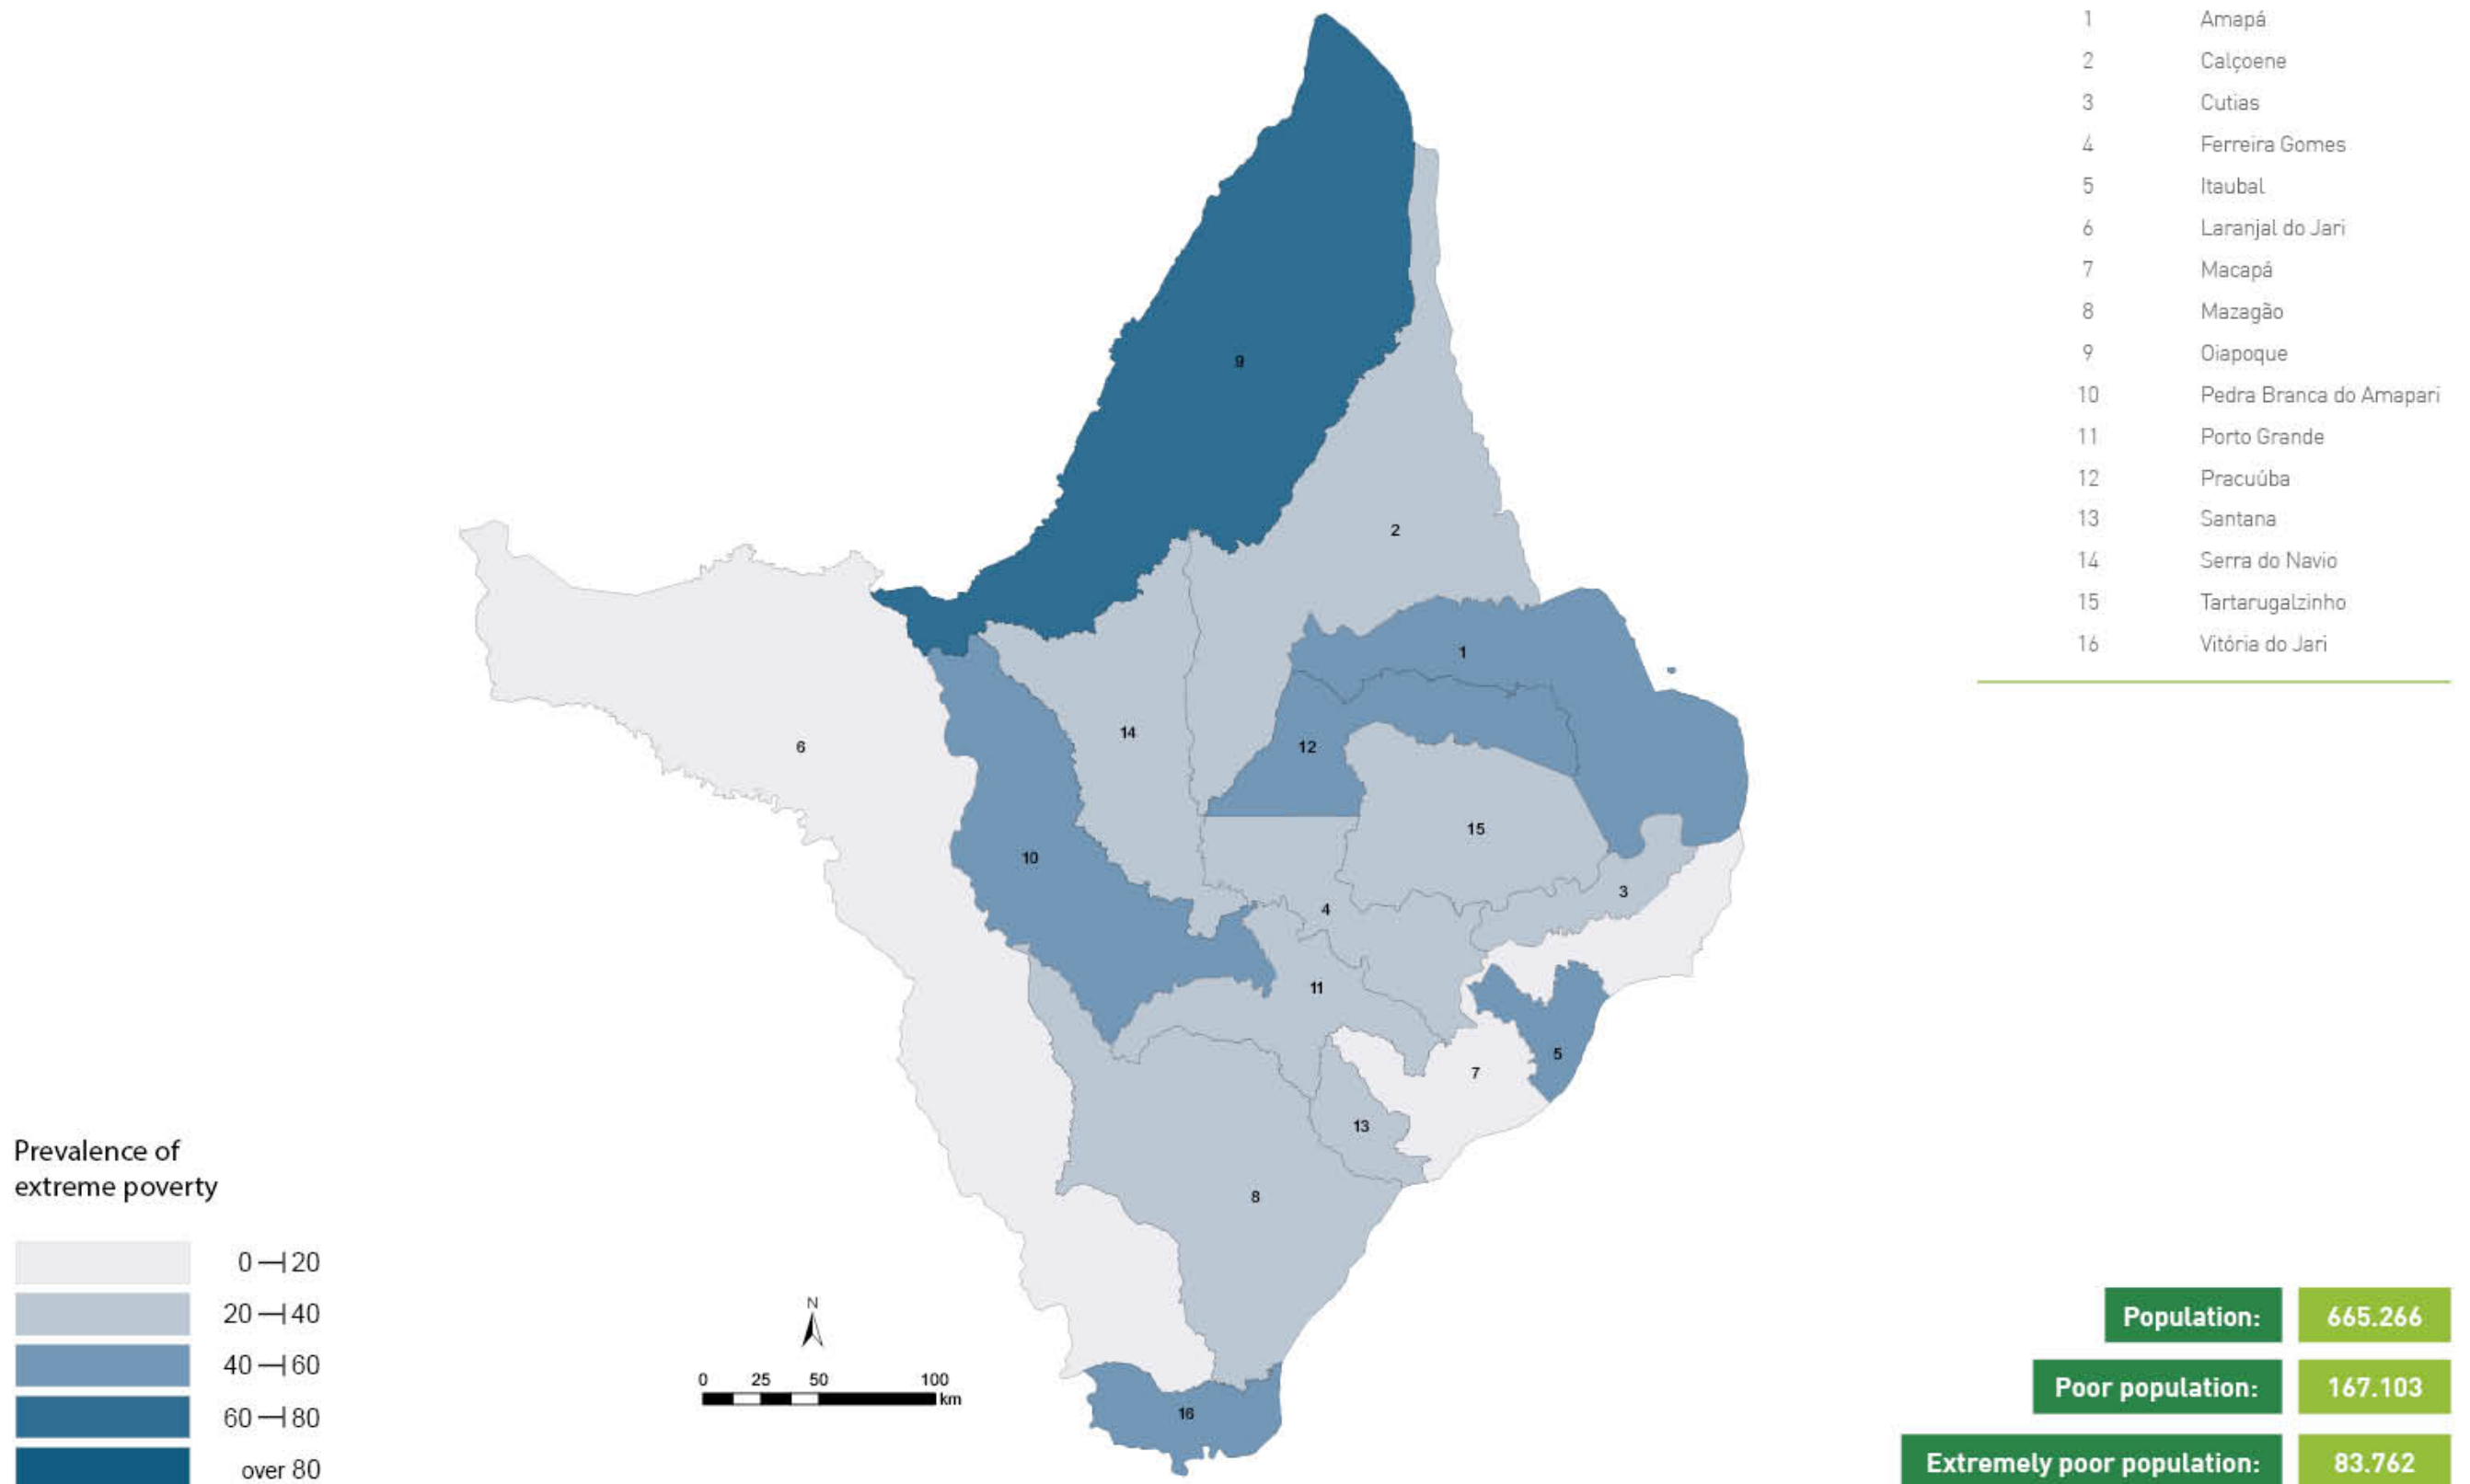 1 Amapá
2 Calçoene
3 Cutias
4 Ferreira Gomes
5 Itaubal
6 Laranjal do Jari
7 Macapá
8 Mazagão
9 Oiapoque
10 Pedra Branca do Amapari
11 Porto Grande
12 Pracuúba
13 Santana
14 Serra do Navio
15 Tartarugalzinho
16 Vitória do Jari
9
2
1
6
14
12
15
10
3
4
11
5
7
13
8
16
Prevalence of
extreme poverty
0 ⊣ 20
20 ⊣ 40
40 ⊣ 60
60 ⊣ 80
over 80
N
0 25 50 100
km
Population: 665.266
Poor population: 167.103
Extremely poor population: 83.762